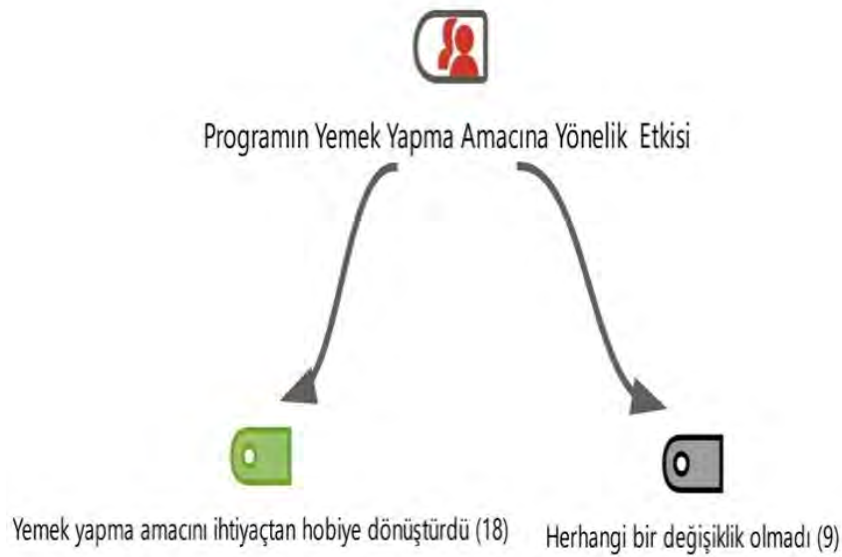 Programın Yemek Yapma Amacına Yönelik Etkisi
Yemek yapma amacını ihtiyaçtan hobiye dönüştürdü (18)
Herhangi bir değişiklik olmadı (9)